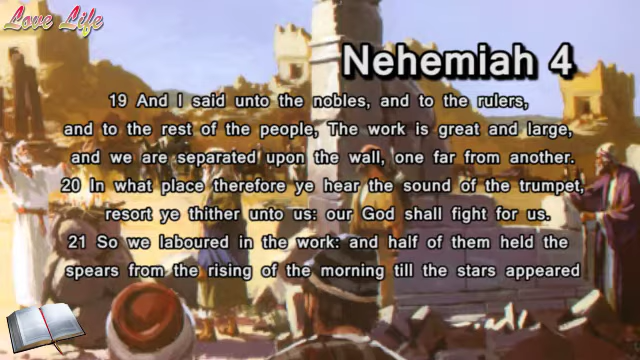 Love Life
Nehemiah 4
19 And I said unto the nobles, and to the rulers,
and to the rest of the people, The work is great and large,
and we are separated upon the wall, one far from another.
20 In what place therefore ye hear the sound of the trumpet,
resort ye thither unto us: our God shall fight for us.
21 So we laboured in the work: and half of them held the
spears from the rising of the morning till the stars appeared